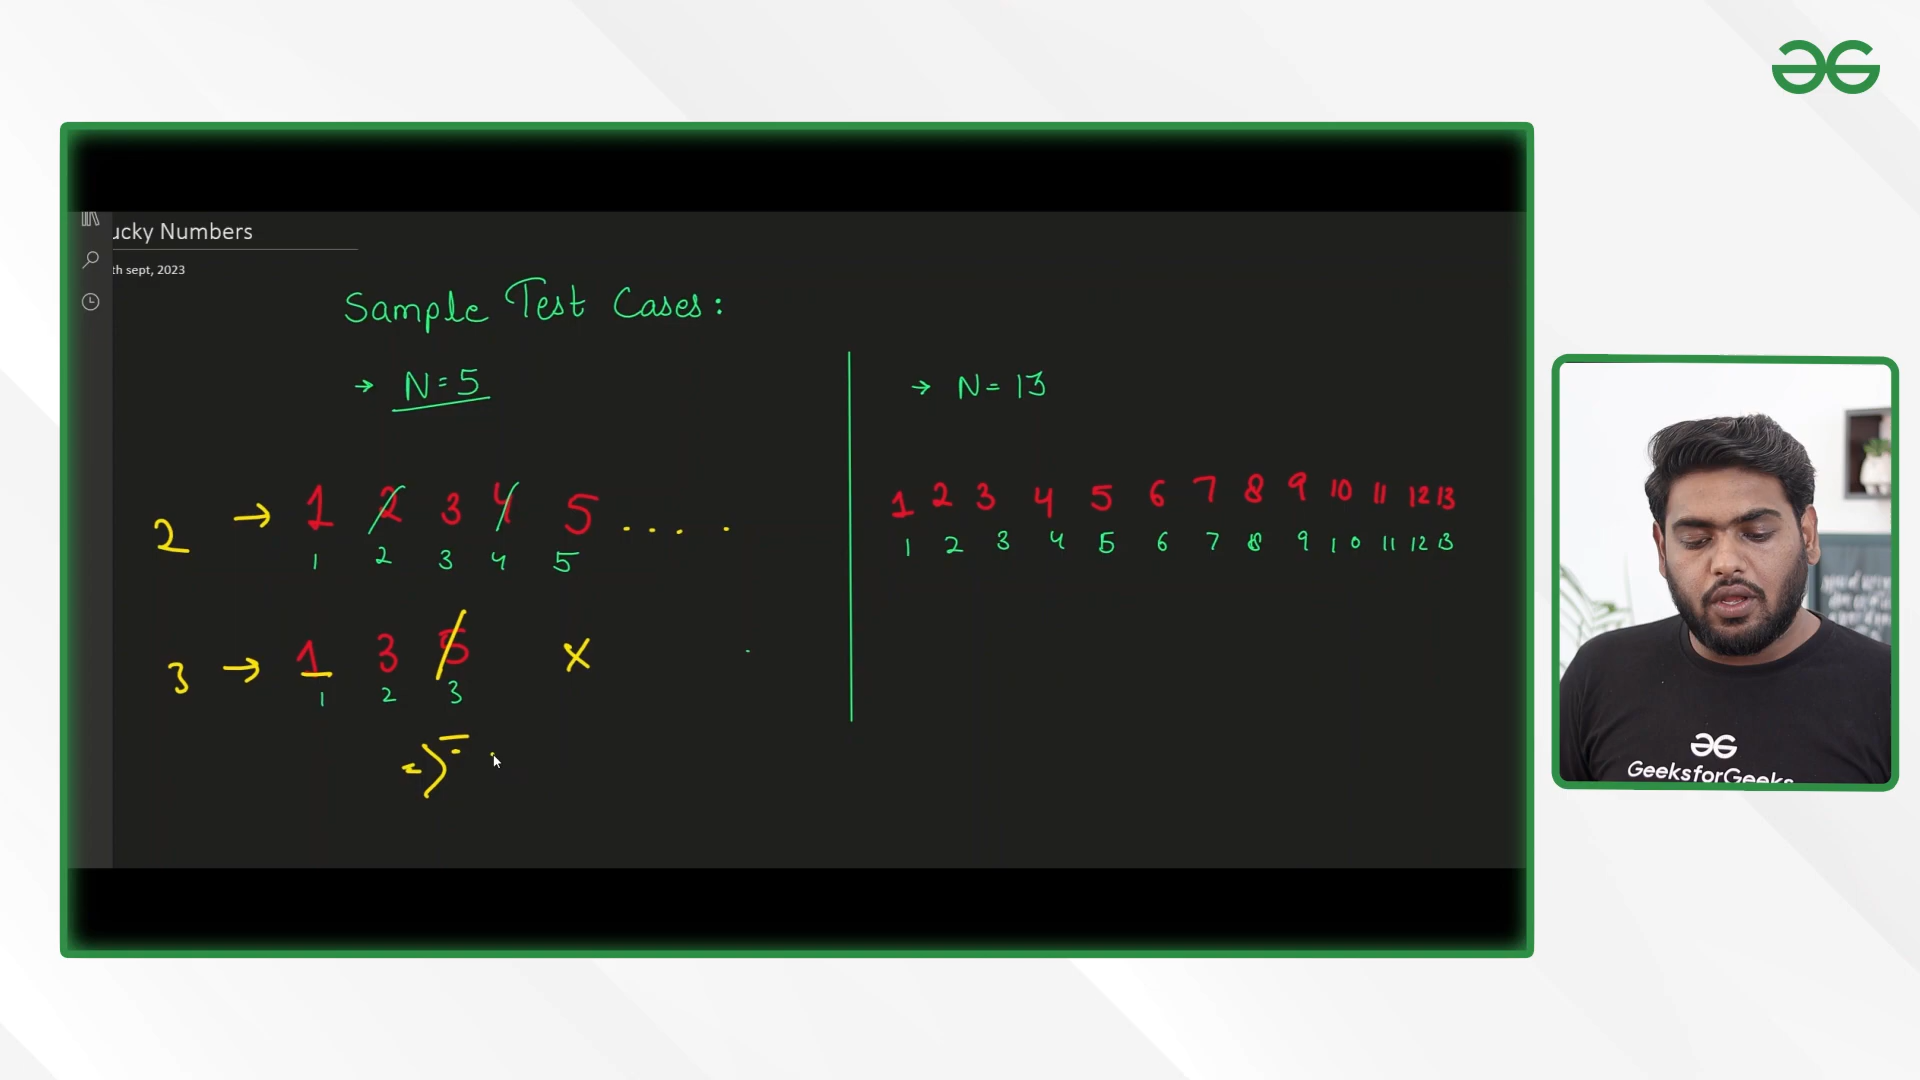 ucky Numbers
th sept, 2023
Sample Test Cases:
→ N=5
2 → 1 2 3 4 5 . . . . .
1 2 3 4 5
3 → 1 3 5 x
1 2 3
→ N= 13
1 2 3 4 5 6 7 8 9 10 11 12 13
1 2 3 4 5 6 7 8 9 10 11 12 13
GeeksforGeeks